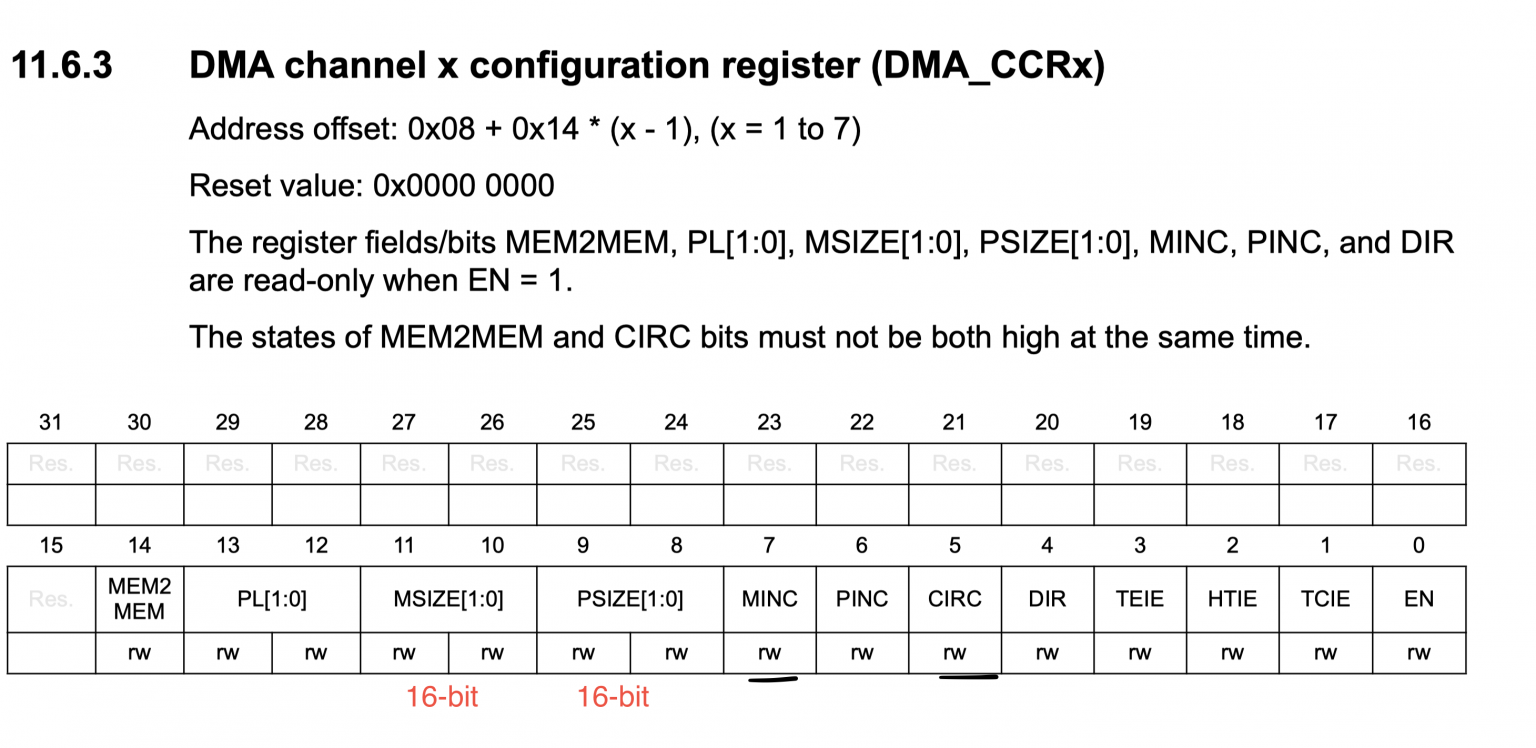 11.6.3 DMA channel x configuration register (DMA_CCRx)
Address offset: 0x08 + 0x14 * (x - 1), (x = 1 to 7)
Reset value: 0x0000 0000
The register fields/bits MEM2MEM, PL[1:0], MSIZE[1:0], PSIZE[1:0], MINC, PINC, and DIR
are read-only when EN = 1.
The states of MEM2MEM and CIRC bits must not be both high at the same time.
31 30 29 28 27 26 25 24 23 22 21 20 19 18 17 16
Res. Res. Res. Res. Res. Res. Res. Res. Res. Res. Res. Res. Res. Res. Res. Res.
15 14 13 12 11 10 9 8 7 6 5 4 3 2 1 0
Res. MEM2 MEM PL[1:0] MSIZE[1:0] PSIZE[1:0] MINC PINC CIRC DIR TEIE HTIE TCIE EN
rw rw rw rw rw rw rw rw rw rw rw rw rw rw rw
16-bit 16-bit